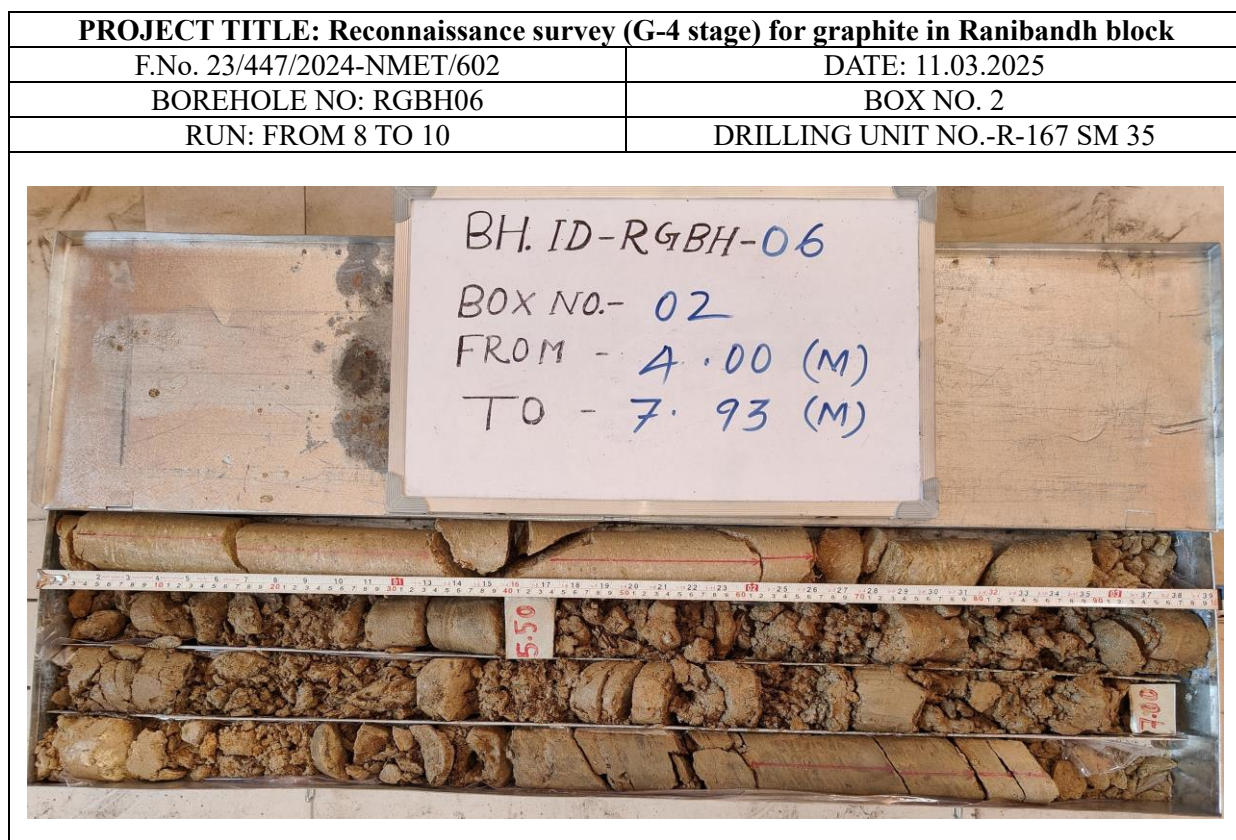 PROJECT TITLE: Reconnaissance survey (G-4 stage) for graphite in Ranibandh block
F.No. 23/447/2024-NMET/602
DATE: 11.03.2025
BOREHOLE NO: RGBH06
BOX NO. 2
RUN: FROM 8 TO 10
DRILLING UNIT NO.-R-167 SM 35
BH. ID-RGBH-06
BOX NO.- 02
FROM - 4.00 (M)
TO - 7.93 (M)
5.50
7.00